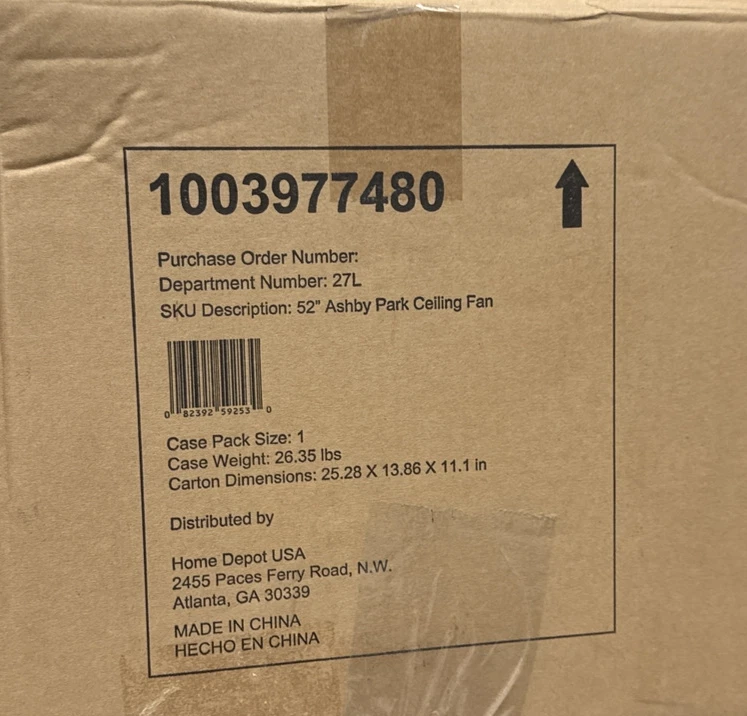 1003977480
Purchase Order Number:
Department Number: 27L
SKU Description: 52" Ashby Park Ceiling Fan
0 82392 59253 0
Case Pack Size: 1
Case Weight: 26.35 lbs
Carton Dimensions: 25.28 X 13.86 X 11.1 in
Distributed by
Home Depot USA
2455 Paces Ferry Road, N.W.
Atlanta, GA 30339
MADE IN CHINA
HECHO EN CHINA